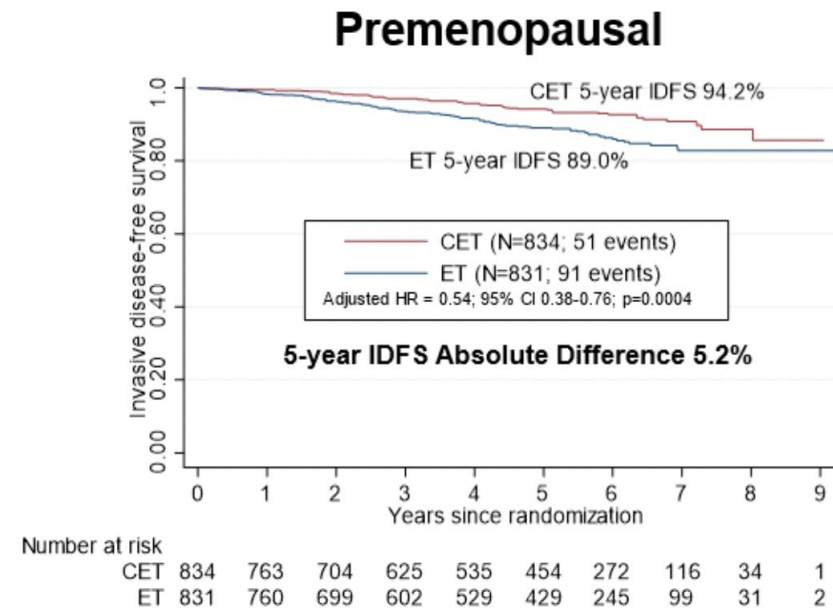 Premenopausal
CET 5-year IDFS 94.2%
ET 5-year IDFS 89.0%
Invasive disease-free survival
1.0
0.80
0.60
0.40
0.20
0.00
CET (N=834; 51 events)
ET (N=831; 91 events)
Adjusted HR = 0.54; 95% CI 0.38-0.76; p=0.0004
5-year IDFS Absolute Difference 5.2%
0 1 2 3 4 5 6 7 8 9
Years since randomization
Number at risk
CET 834 763 704 625 535 454 272 116 34 1
ET 831 760 699 602 529 429 245 99 31 2